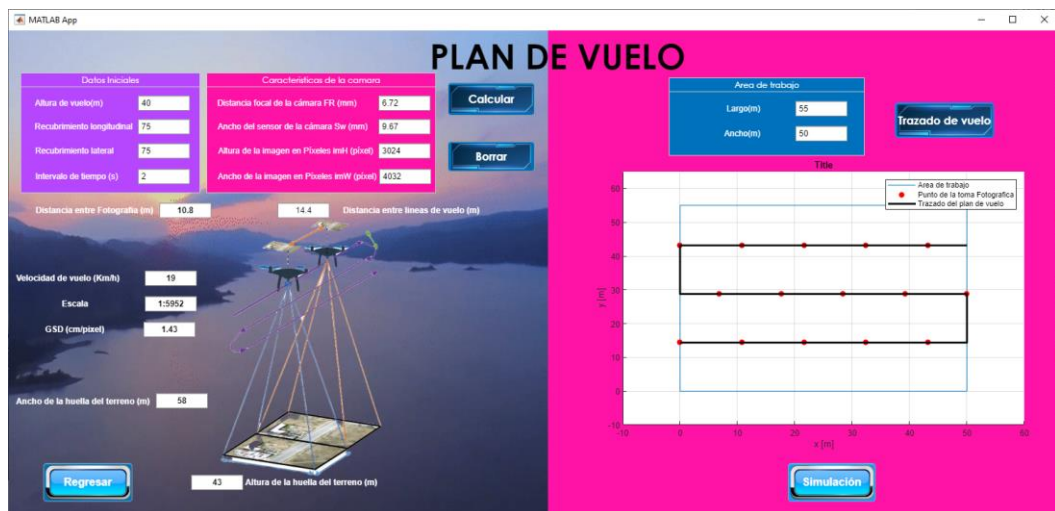 MATLAB App
PLAN DE VUELO
Datos Iniciales
Altura de vuelo(m) 40
Recubrimiento longitudinal 75
Recubrimiento lateral 75
Intervalo de tiempo (s) 2
Características de la camara
Distancia focal de la cámara FR (mm) 6.72
Ancho del sensor de la cámara Sw (mm) 9.67
Altura de la imagen en Píxeles imH (píxel) 3024
Ancho de la imagen en Píxeles imW (píxel) 4032
Calcular
Borrar
Distancia entre Fotografía (m) 10.8
14.4 Distancia entre líneas de vuelo (m)
Velocidad de vuelo (Km/h) 19
Escala 1:5952
GSD (cm/pixel) 1.43
Ancho de la huella del terreno (m) 58
43 Altura de la huella del terreno (m)
Regresar
Area de trabajo
Largo(m) 55
Ancho(m) 50
Trazado de vuelo
Title
Area de trabajo
Punto de la toma Fotografica
Trazado del plan de vuelo
60
50
40
30
20
10
0
-10
y [m]
-10 0 10 20 30 40 50 60
x [m]
Simulación